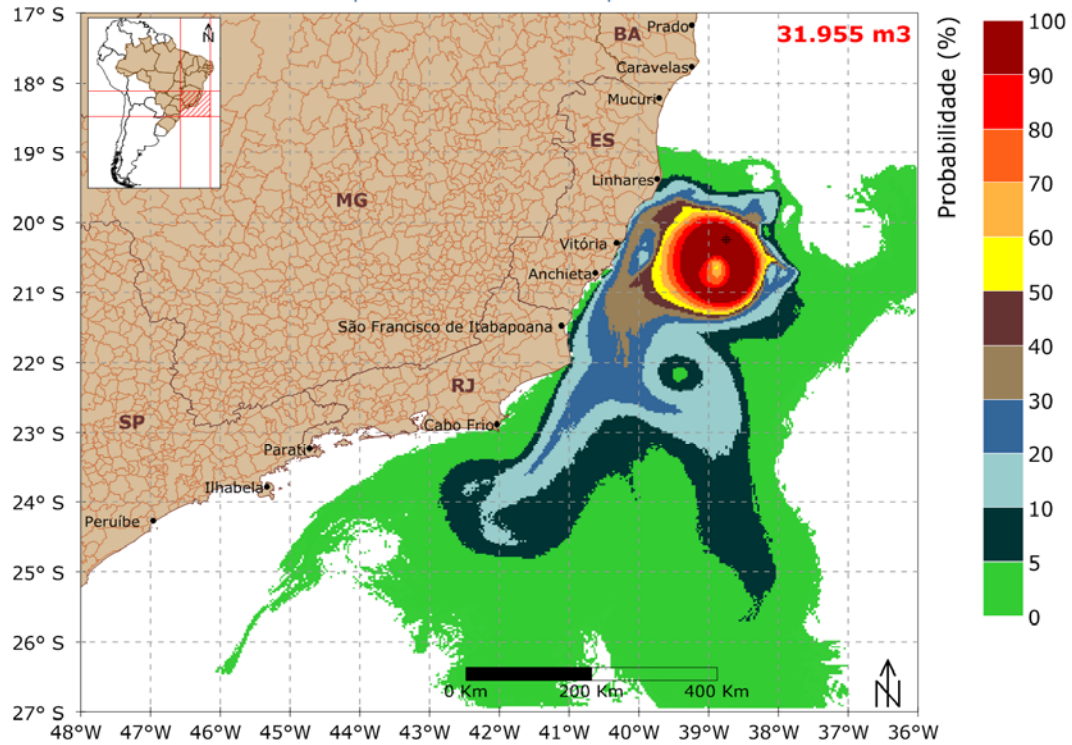 17° S
18° S
19° S
20° S
21° S
22° S
23° S
24° S
25° S
26° S
27° S
48°W
47°W
46°W
45°W
44°W
43°W
42°W
41°W
40°W
39°W
38°W
37°W
36°W
N
BA
Prado
31.955 m3
Caravelas
Mucuri
ES
Linhares
MG
Vitória
Anchieta
São Francisco de Itabapoana
RJ
SP
Cabo Frio
Parati
Ilhabela
Peruíbe
0 Km
200 Km
400 Km
N
Probabilidade (%)
100
90
80
70
60
50
40
30
20
10
5
0